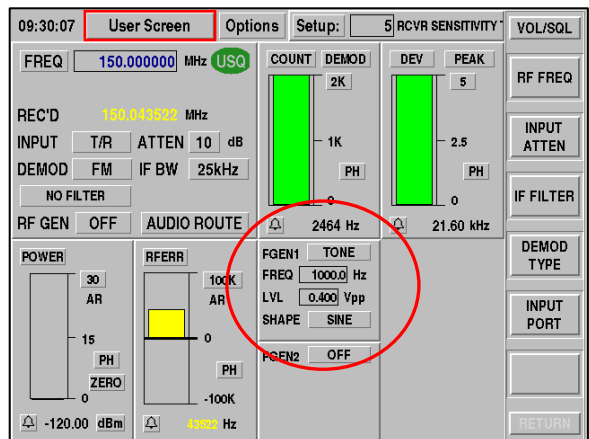 09:30:07 User Screen Options Setup: 5 RCVR SENSITIVITY VOL/SQL
FREQ 150.000000 MHz USQ
REC'D 150.043522 MHz
INPUT T/R ATTEN 10 dB
DEMOD FM IF BW 25kHz
NO FILTER
RF GEN OFF AUDIO ROUTE
COUNT DEMOD
2K
1K
PH
0
2464 Hz
DEV PEAK
5
2.5
PH
0
21.60 kHz
POWER
30
AR
15
PH
ZERO
0
-120.00 dBm
RFERR
100K
AR
0
PH
-100K
43522 Hz
FGEN1 TONE
FREQ 1000.0 Hz
LVL 0.400 Vpp
SHAPE SINE
FGEN2 OFF
RF FREQ
INPUT
ATTEN
IF FILTER
DEMOD
TYPE
INPUT
PORT
RETURN